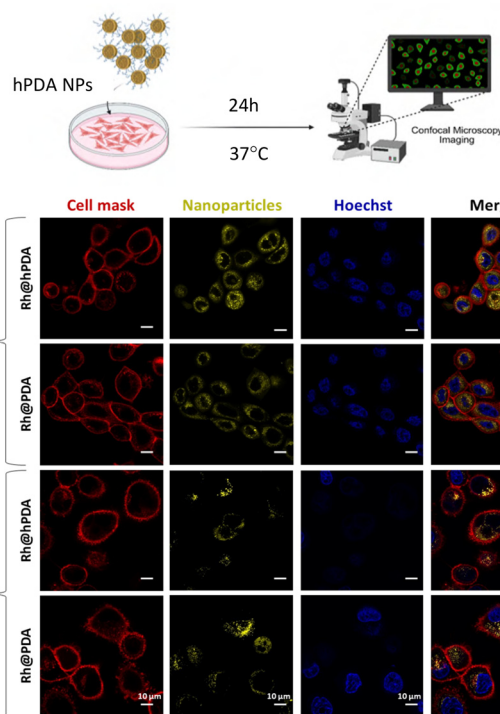 hPDA NPs
24h
37°C
Confocal Microscopy
Imaging
Cell mask
Nanoparticles
Hoechst
Mer
Rh@hPDA
Rh@PDA
Rh@hPDA
Rh@PDA
10 μm
10 μm
10 μm